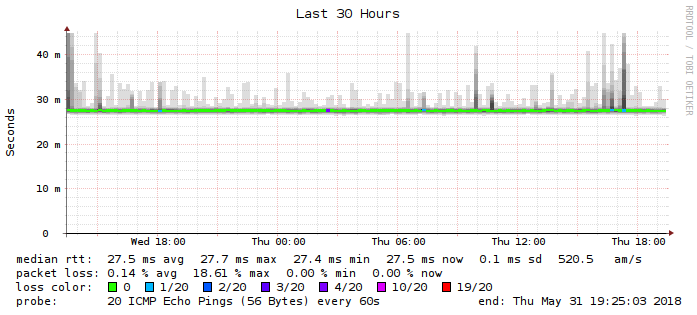 Last 30 Hours
RRDTOOL / TOBI OETIKER
Seconds
40 m
30 m
20 m
10 m
0
Wed 18:00 Thu 00:00 Thu 06:00 Thu 12:00 Thu 18:00
median rtt: 27.5 ms avg 27.7 ms max 27.4 ms min 27.5 ms now 0.1 ms sd 520.5 am/s
packet loss: 0.14 % avg 18.61 % max 0.00 % min 0.00 % now
loss color: 0 1/20 2/20 3/20 4/20 10/20 19/20
probe: 20 ICMP Echo Pings (56 Bytes) every 60s end: Thu May 31 19:25:03 2018